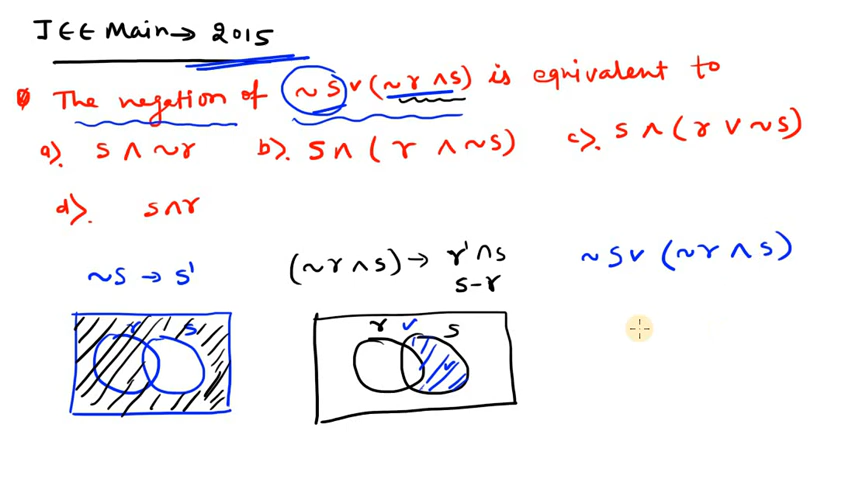 JEE Main → 2015
Q The negation of ~ s ∨ (~ r ∧ s) is equivalent to
a). s ∧ ~r b). s ∧ ( r ∧ ~ s) c). s ∧ ( r ∨ ~ s)
d). s ∧ r
~s → s' (~ r ∧ s) → r' ∧ s ~ s ∨ (~ r ∧ s)
s - r
r s r s